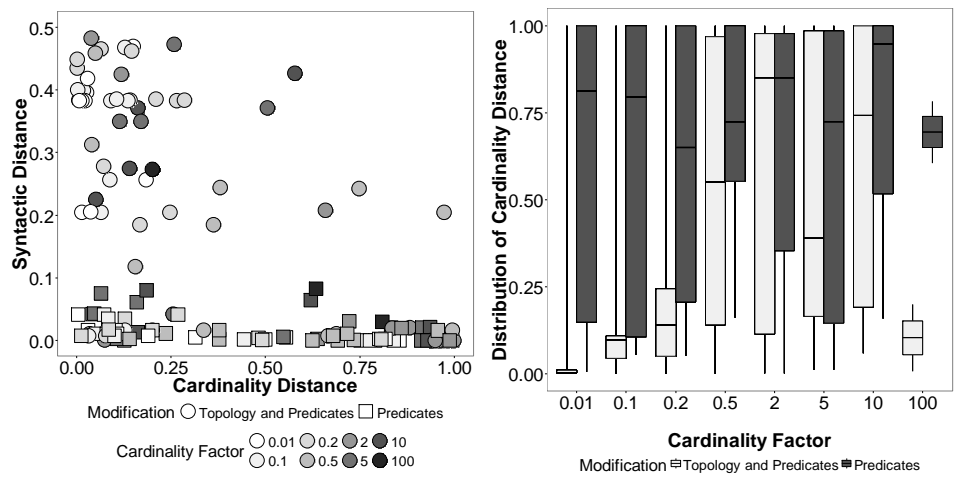 Syntactic Distance
0.5
0.4
0.3
0.2
0.1
0.0
0.00 0.25 0.50 0.75 1.00
Cardinality Distance
Modification Topology and Predicates Predicates
Cardinality Factor 0.01 0.2 2 10
0.1 0.5 5 100
Distribution of Cardinality Distance
1.00
0.75
0.50
0.25
0.00
0.01 0.1 0.2 0.5 2 5 10 100
Cardinality Factor
Modification Topology and Predicates Predicates